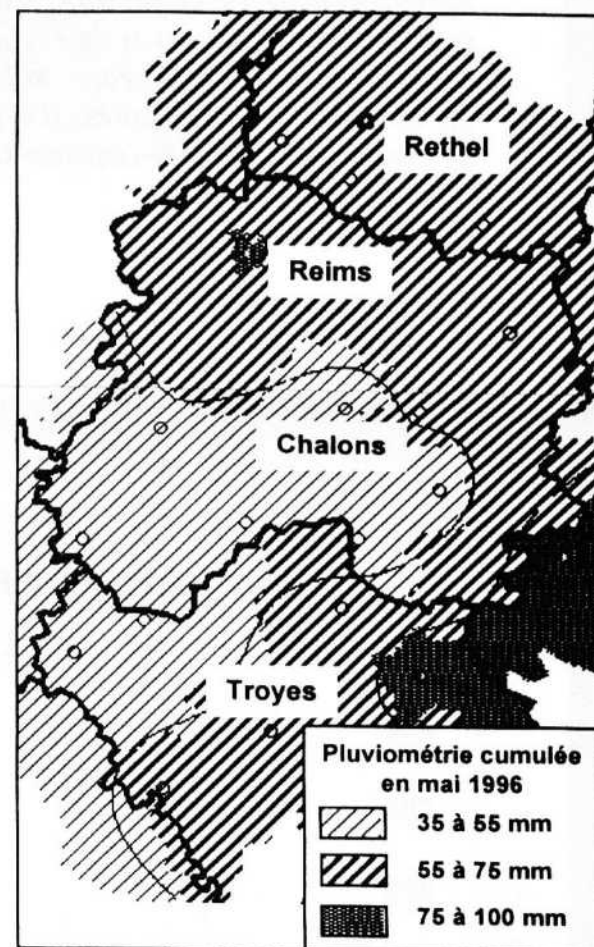 Rethel
Reims
Chalons
Troyes
Pluviométrie cumulée
en mai 1996
35 à 55 mm
55 à 75 mm
75 à 100 mm